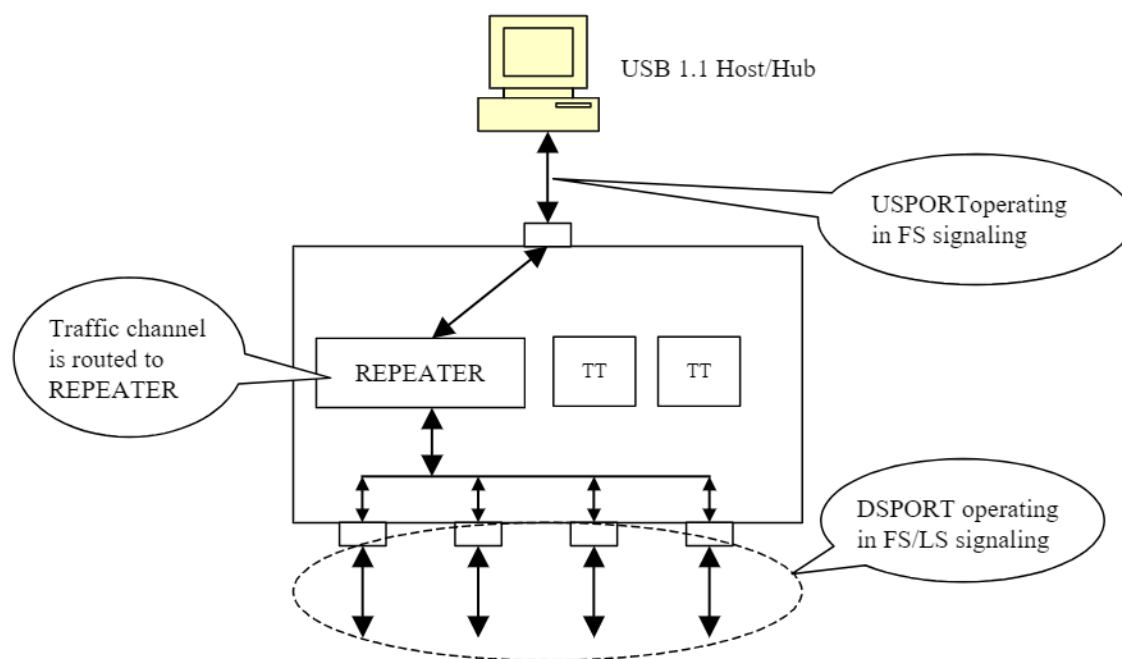 USB 1.1 Host/Hub
USPORToperating
in FS signaling
Traffic channel
is routed to
REPEATER
REPEATER
TT
TT
DSPORT operating
in FS/LS signaling